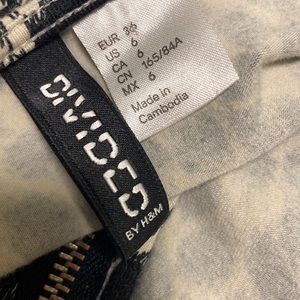 EUR 36
US 6
CA 6
CN 165/84A
MX 6
Made in
Cambodia
DIVIDED
BY H&M